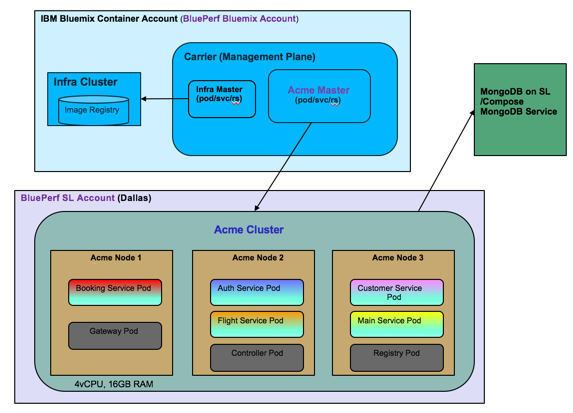 IBM Bluemix Container Account (BluePerf Bluemix Account)
Carrier (Management Plane)
Infra Cluster
Image Registry
Infra Master
(pod/svc/rs)
Acme Master
(pod/svc/rs)
MongoDB on SL
/Compose
MongoDB Service
BluePerf SL Account (Dallas)
Acme Cluster
Acme Node 1
Booking Service Pod
Gateway Pod
Acme Node 2
Auth Service Pod
Flight Service Pod
Controller Pod
Acme Node 3
Customer Service
Pod
Main Service Pod
Registry Pod
4vCPU, 16GB RAM